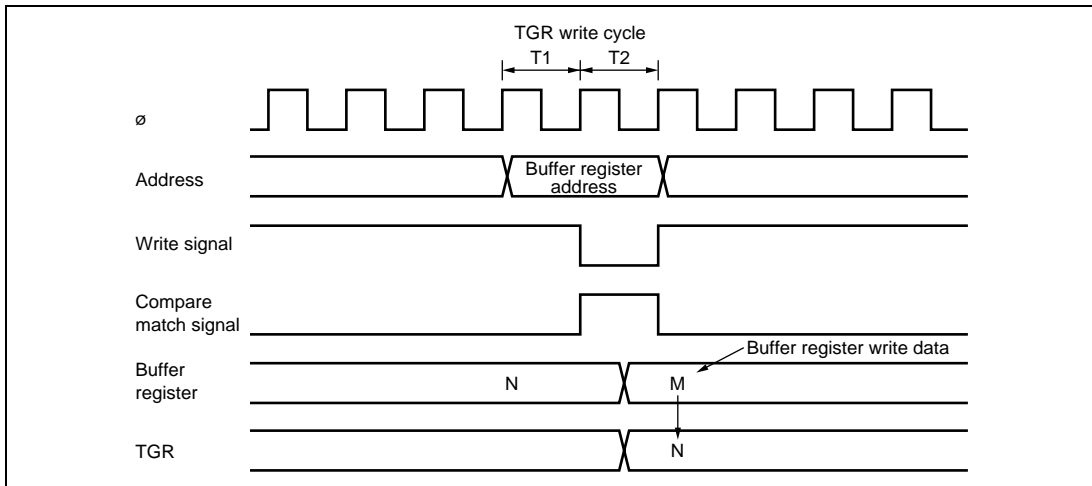 TGR write cycle
T1 T2
ø
Buffer register
address
Address
Write signal
Compare
match signal
Buffer register write data
Buffer
register
N M
TGR
N